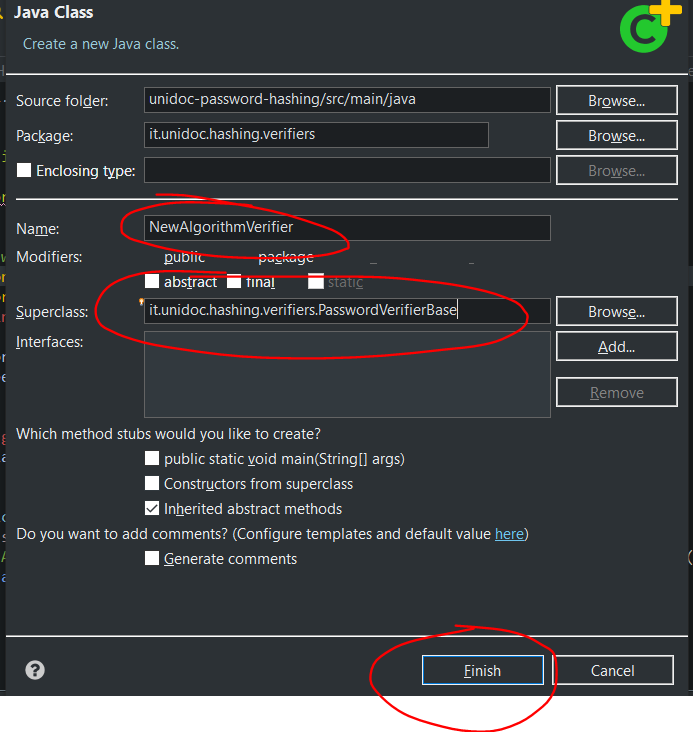 Java Class
Create a new Java class.
Source folder: unidoc-password-hashing/src/main/java Browse...
Package: it.unidoc.hashing.verifiers Browse...
Enclosing type: Browse...
Name: NewAlgorithmVerifier
Modifiers: public package
abstract final static
Superclass: it.unidoc.hashing.verifiers.PasswordVerifierBase Browse...
Interfaces: Add...
Remove
Which method stubs would you like to create?
public static void main(String[] args)
Constructors from superclass
Inherited abstract methods
Do you want to add comments? (Configure templates and default value here)
Generate comments
? Finish Cancel